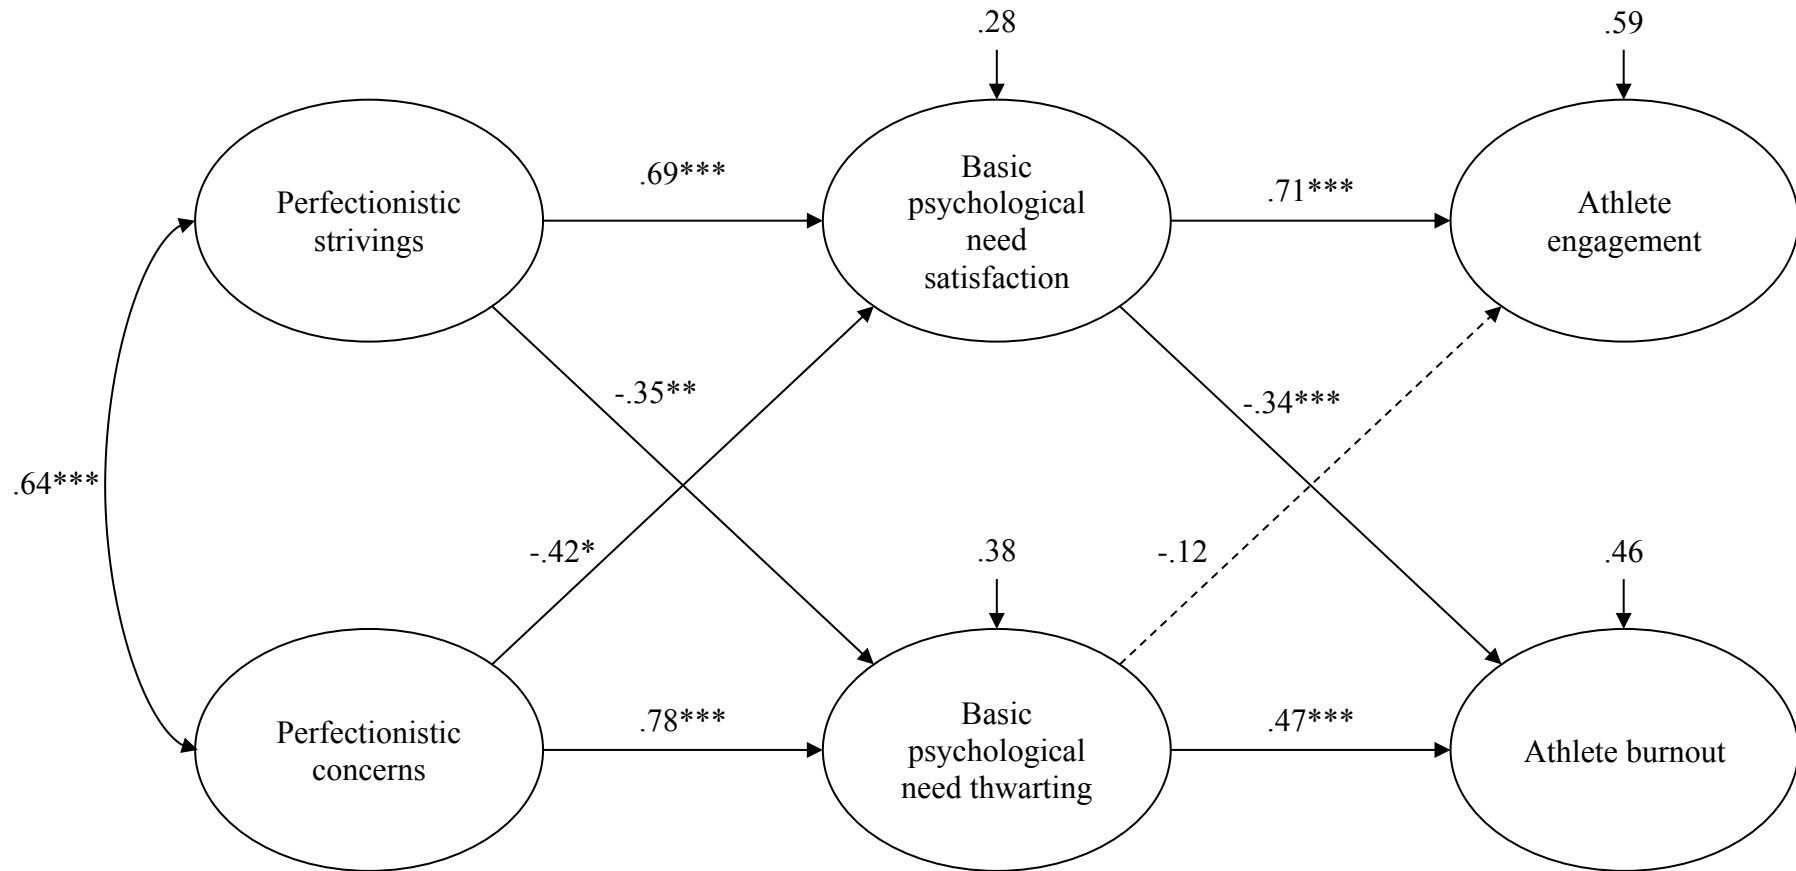 .28
.59
Perfectionistic
strivings
.69***
Basic
psychological
need
satisfaction
.71***
Athlete
engagement
-.35**
-.34***
.64***
-.42*
.38
-.12
.46
Perfectionistic
concerns
.78***
Basic
psychological
need thwarting
.47***
Athlete burnout